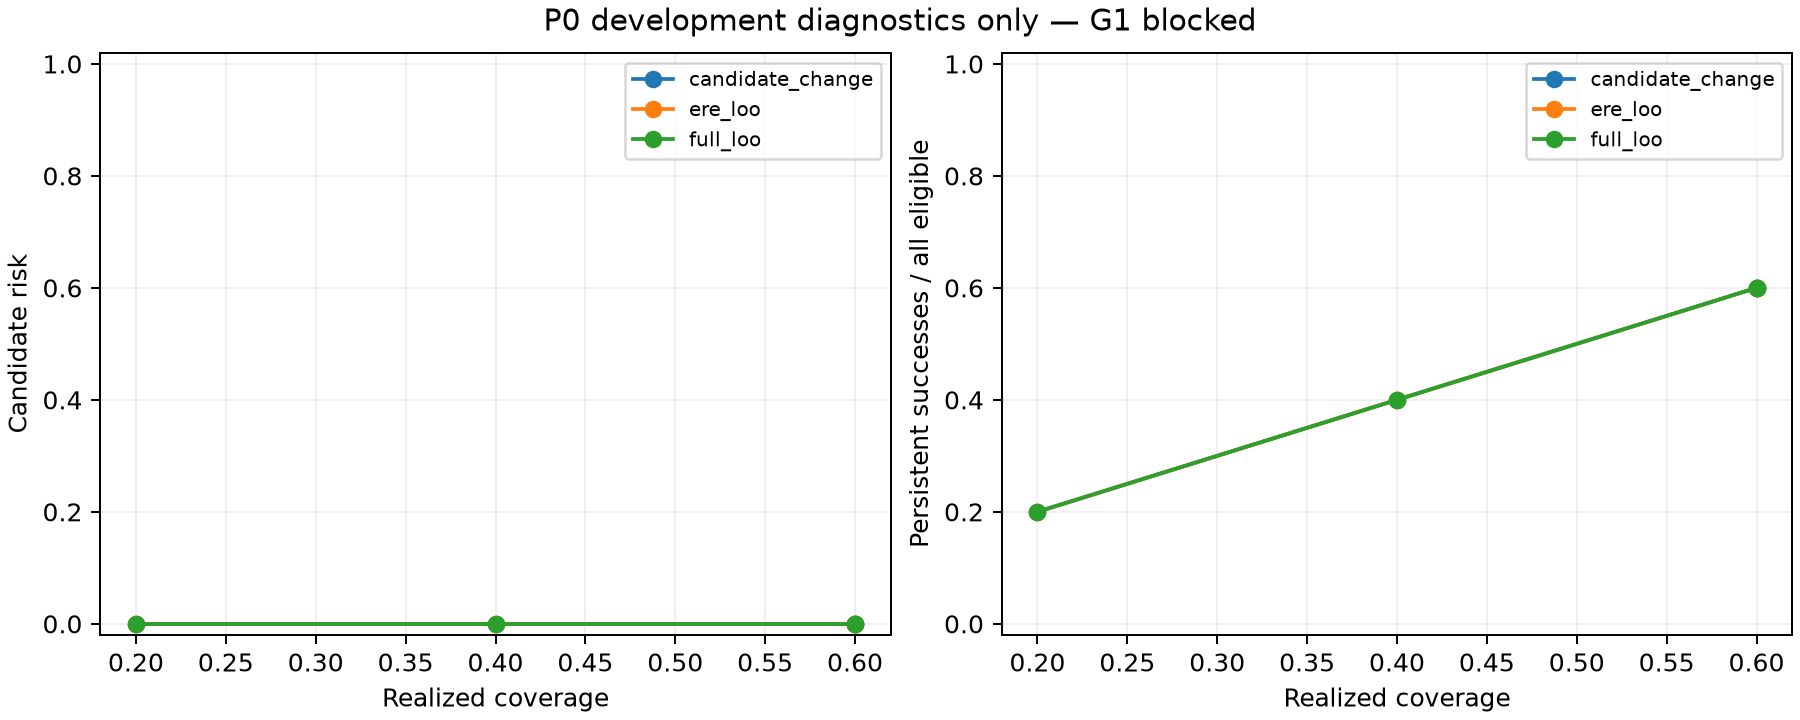 P0 development diagnostics only — G1 blocked
Candidate risk
1.0
0.8
0.6
0.4
0.2
0.0
candidate_change
ere_loo
full_loo
0.20 0.25 0.30 0.35 0.40 0.45 0.50 0.55 0.60
Realized coverage
Persistent successes / all eligible
1.0
0.8
0.6
0.4
0.2
0.0
candidate_change
ere_loo
full_loo
0.20 0.25 0.30 0.35 0.40 0.45 0.50 0.55 0.60
Realized coverage